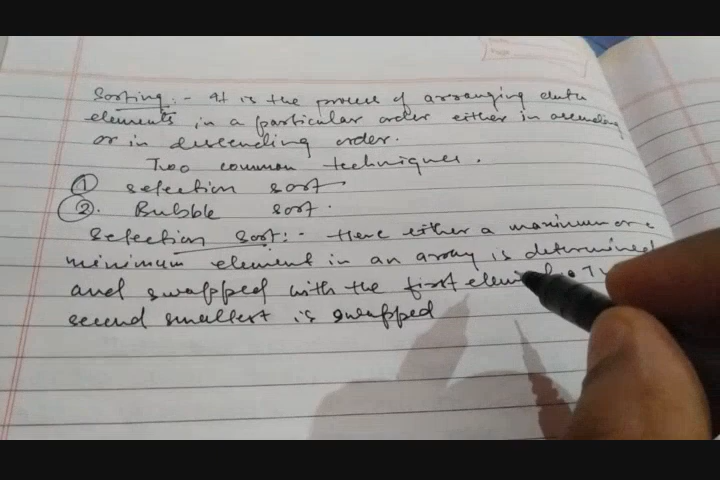 Sorting:- It is the process of arranging data
elements in a particular order either in ascending
or in descending order.
Two common techniques.
① selection sort
②. Bubble sort.
Selection sort:- Here either a maximum or
minimum element in an array is determined
and swapped with the first
second smallest is swapped